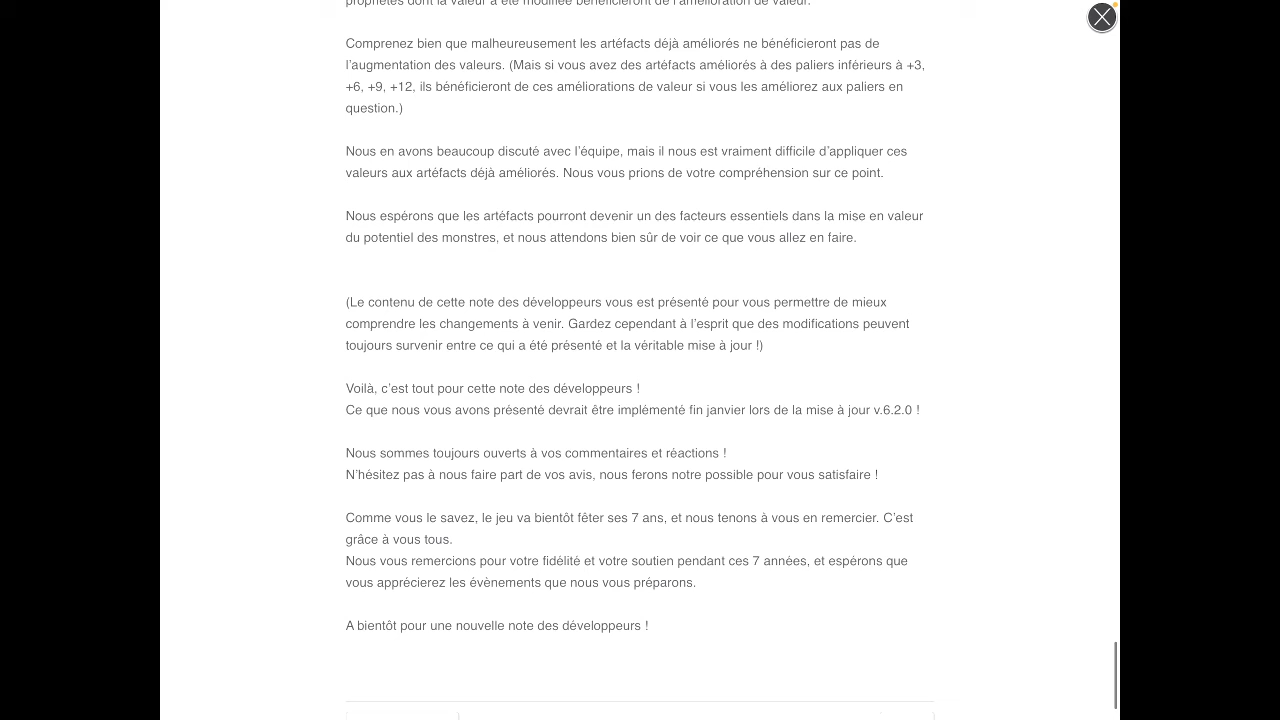 propriétés dont la valeur a été modifiée bénéficieront de l'amélioration de valeur.
Comprenez bien que malheureusement les artéfacts déjà améliorés ne bénéficieront pas de
l'augmentation des valeurs. (Mais si vous avez des artéfacts améliorés à des paliers inférieurs à +3,
+6, +9, +12, ils bénéficieront de ces améliorations de valeur si vous les améliorez aux paliers en
question.)
Nous en avons beaucoup discuté avec l'équipe, mais il nous est vraiment difficile d'appliquer ces
valeurs aux artéfacts déjà améliorés. Nous vous prions de votre compréhension sur ce point.
Nous espérons que les artéfacts pourront devenir un des facteurs essentiels dans la mise en valeur
du potentiel des monstres, et nous attendons bien sûr de voir ce que vous allez en faire.
(Le contenu de cette note des développeurs vous est présenté pour vous permettre de mieux
comprendre les changements à venir. Gardez cependant à l'esprit que des modifications peuvent
toujours survenir entre ce qui a été présenté et la véritable mise à jour !)
Voilà, c'est tout pour cette note des développeurs !
Ce que nous vous avons présenté devrait être implémenté fin janvier lors de la mise à jour v.6.2.0 !
Nous sommes toujours ouverts à vos commentaires et réactions !
N'hésitez pas à nous faire part de vos avis, nous ferons notre possible pour vous satisfaire !
Comme vous le savez, le jeu va bientôt fêter ses 7 ans, et nous tenons à vous en remercier. C'est
grâce à vous tous.
Nous vous remercions pour votre fidélité et votre soutien pendant ces 7 années, et espérons que
vous apprécierez les évènements que nous vous préparons.
A bientôt pour une nouvelle note des développeurs !